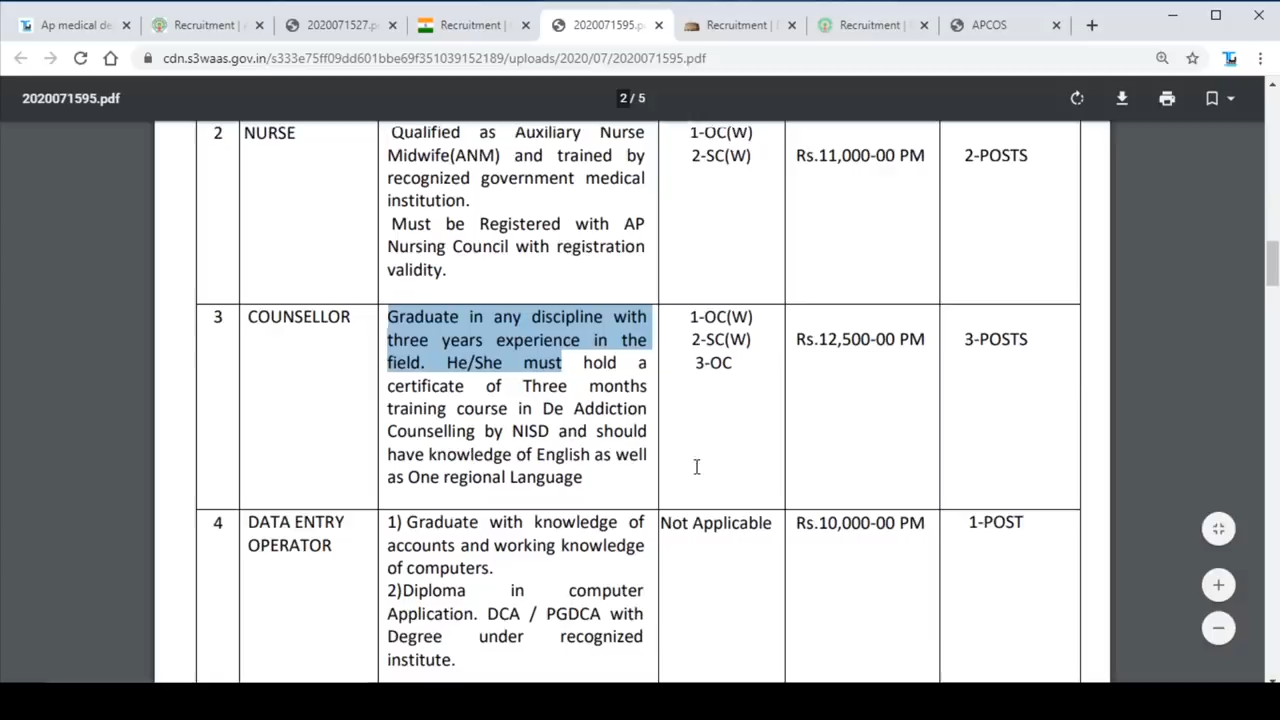 Ap medical de
Recruitment | A
2020071527.p
Recruitment |
2020071595.p
Recruitment | D
Recruitment |
APCOS
cdn.s3waas.gov.in/s333e75ff09dd601bbe69f351039152189/uploads/2020/07/2020071595.pdf
2020071595.pdf
2 / 5
2
NURSE
Qualified as Auxiliary Nurse
Midwife(ANM) and trained by
recognized government medical
institution.
Must be Registered with AP
Nursing Council with registration
validity.
1-OC(W)
2-SC(W)
Rs.11,000-00 PM
2-POSTS
3
COUNSELLOR
Graduate in any discipline with
three years experience in the
field. He/She must hold a
certificate of Three months
training course in De Addiction
Counselling by NISD and should
have knowledge of English as well
as One regional Language
1-OC(W)
2-SC(W)
3-OC
Rs.12,500-00 PM
3-POSTS
4
DATA ENTRY
OPERATOR
1) Graduate with knowledge of
accounts and working knowledge
of computers.
2)Diploma in computer
Application. DCA / PGDCA with
Degree under recognized
institute.
Not Applicable
Rs.10,000-00 PM
1-POST